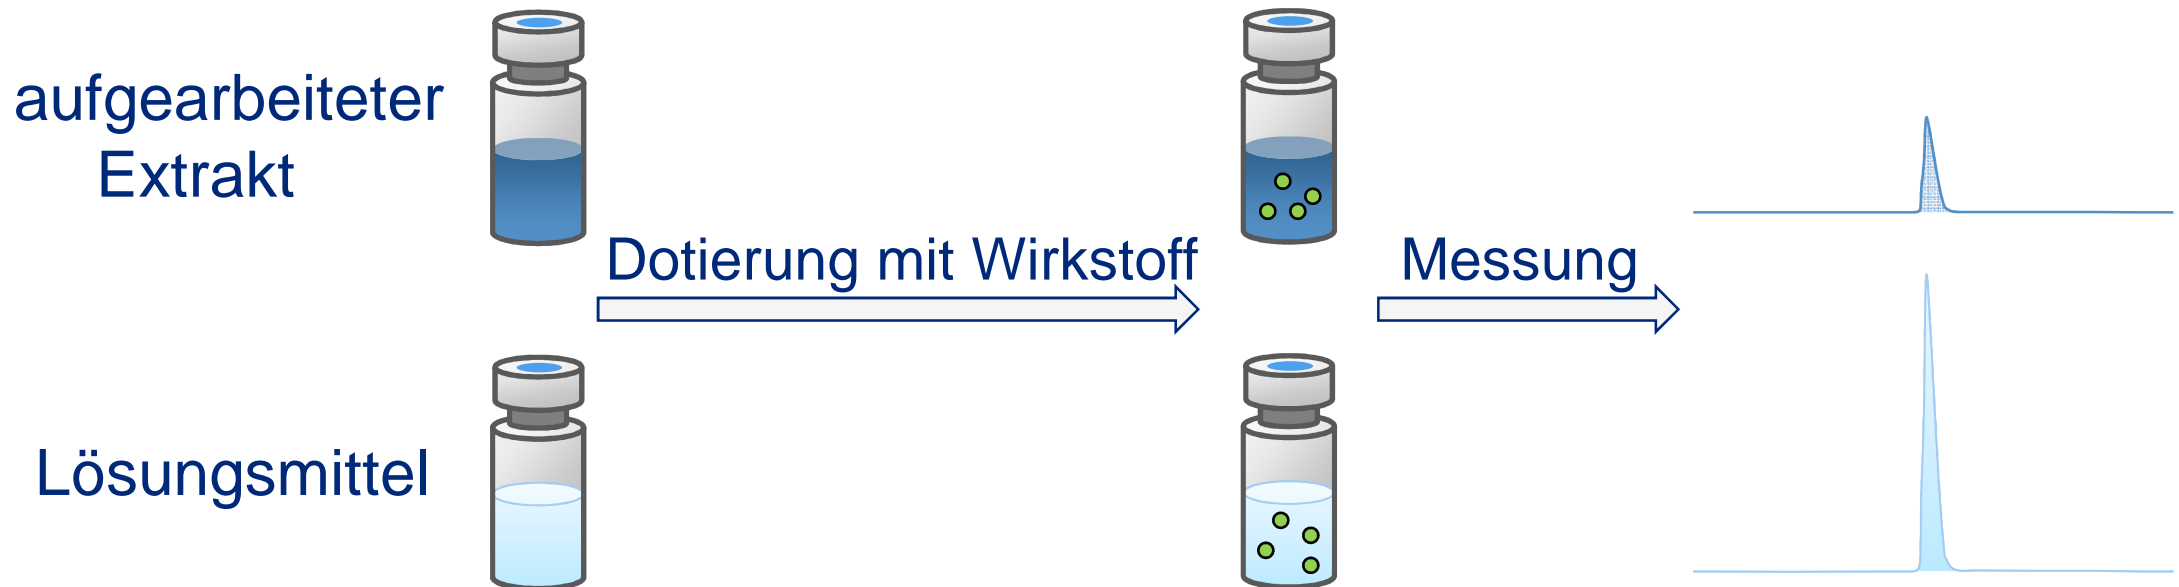 aufgearbeiteter
Extrakt
Dotierung mit Wirkstoff
Messung
Lösungsmittel